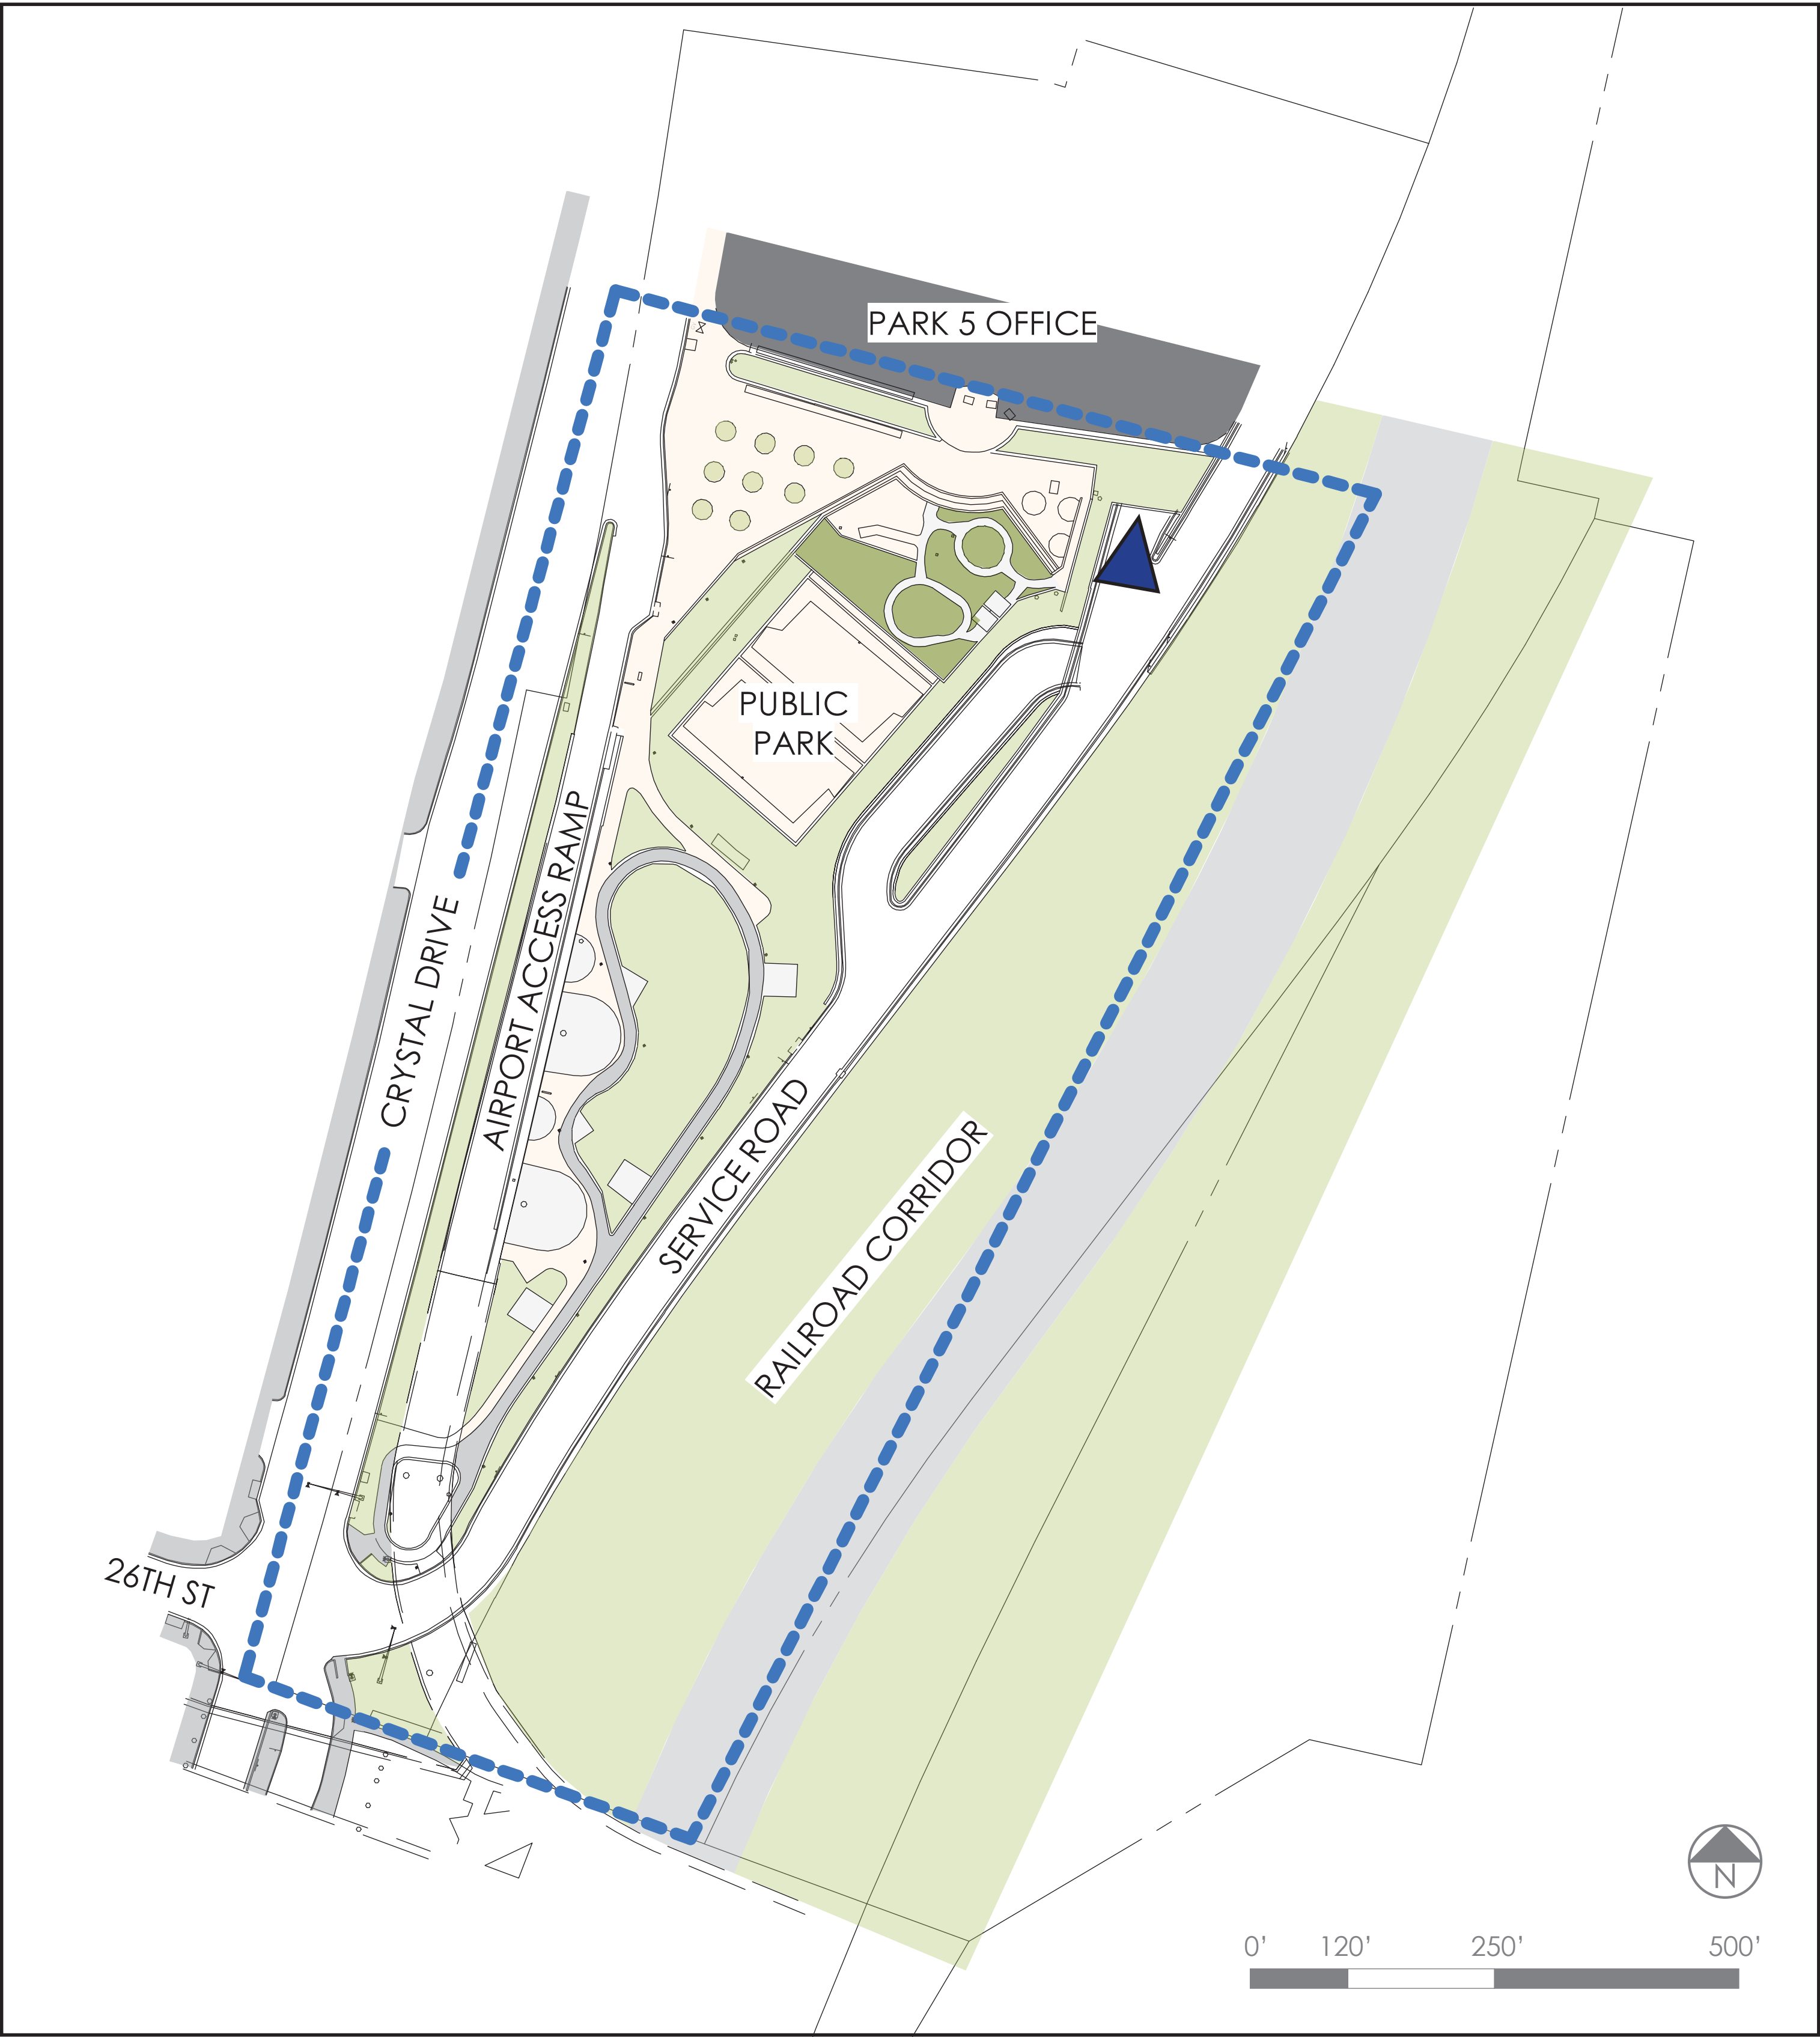 PARK 5 OFFICE
PUBLIC
PARK
AIRPORT ACCESS RAMP
CRYSTAL DRIVE
SERVICE ROAD
RAILROAD CORRIDOR
26TH ST
N
0' 120' 250' 500'